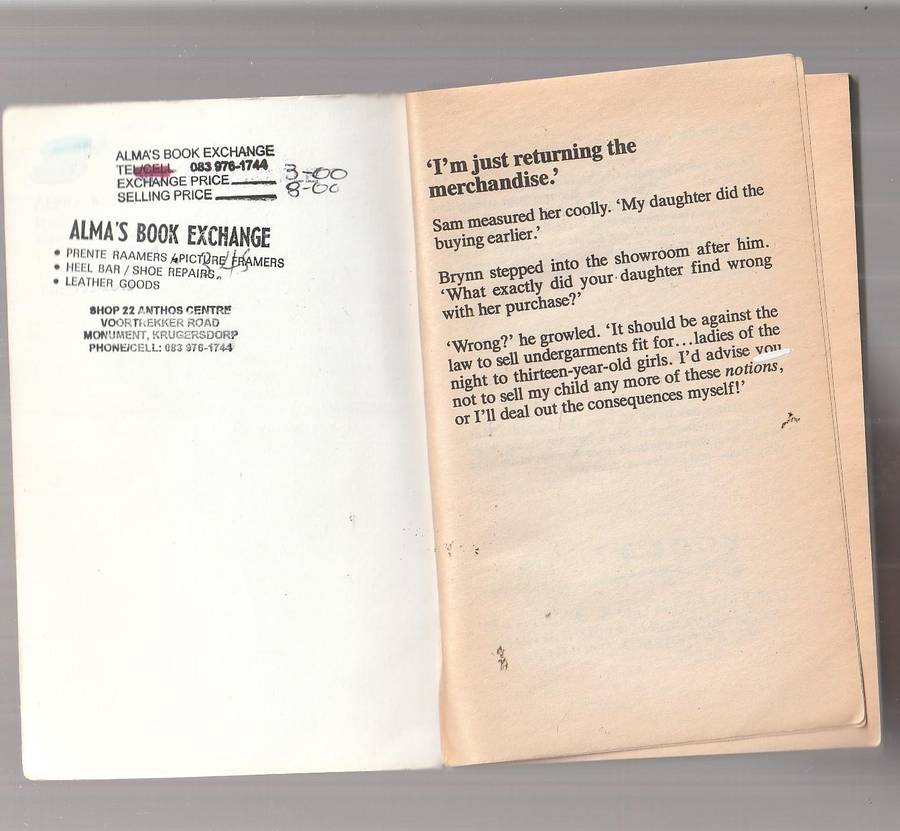 ALMA'S BOOK EXCHANGE
TEL/CELL 083 976-1744
EXCHANGE PRICE 3-00
SELLING PRICE 8-00
ALMA'S BOOK EXCHANGE
• PRENTE RAAMERS / PICTURE FRAMERS
• HEEL BAR / SHOE REPAIRS
• LEATHER GOODS
SHOP 22 ANTHOS CENTRE
VOORTREKKER ROAD
MONUMENT, KRUGERSDORP
PHONE/CELL: 083 976-1744
‘I’m just returning the
merchandise.’
Sam measured her coolly. ‘My daughter did the
buying earlier.’
Brynn stepped into the showroom after him.
‘What exactly did your daughter find wrong
with her purchase?’
‘Wrong?’ he growled. ‘It should be against the
law to sell undergarments fit for…ladies of the
night to thirteen-year-old girls. I’d advise you
not to sell my child any more of these notions,
or I’ll deal out the consequences myself!’